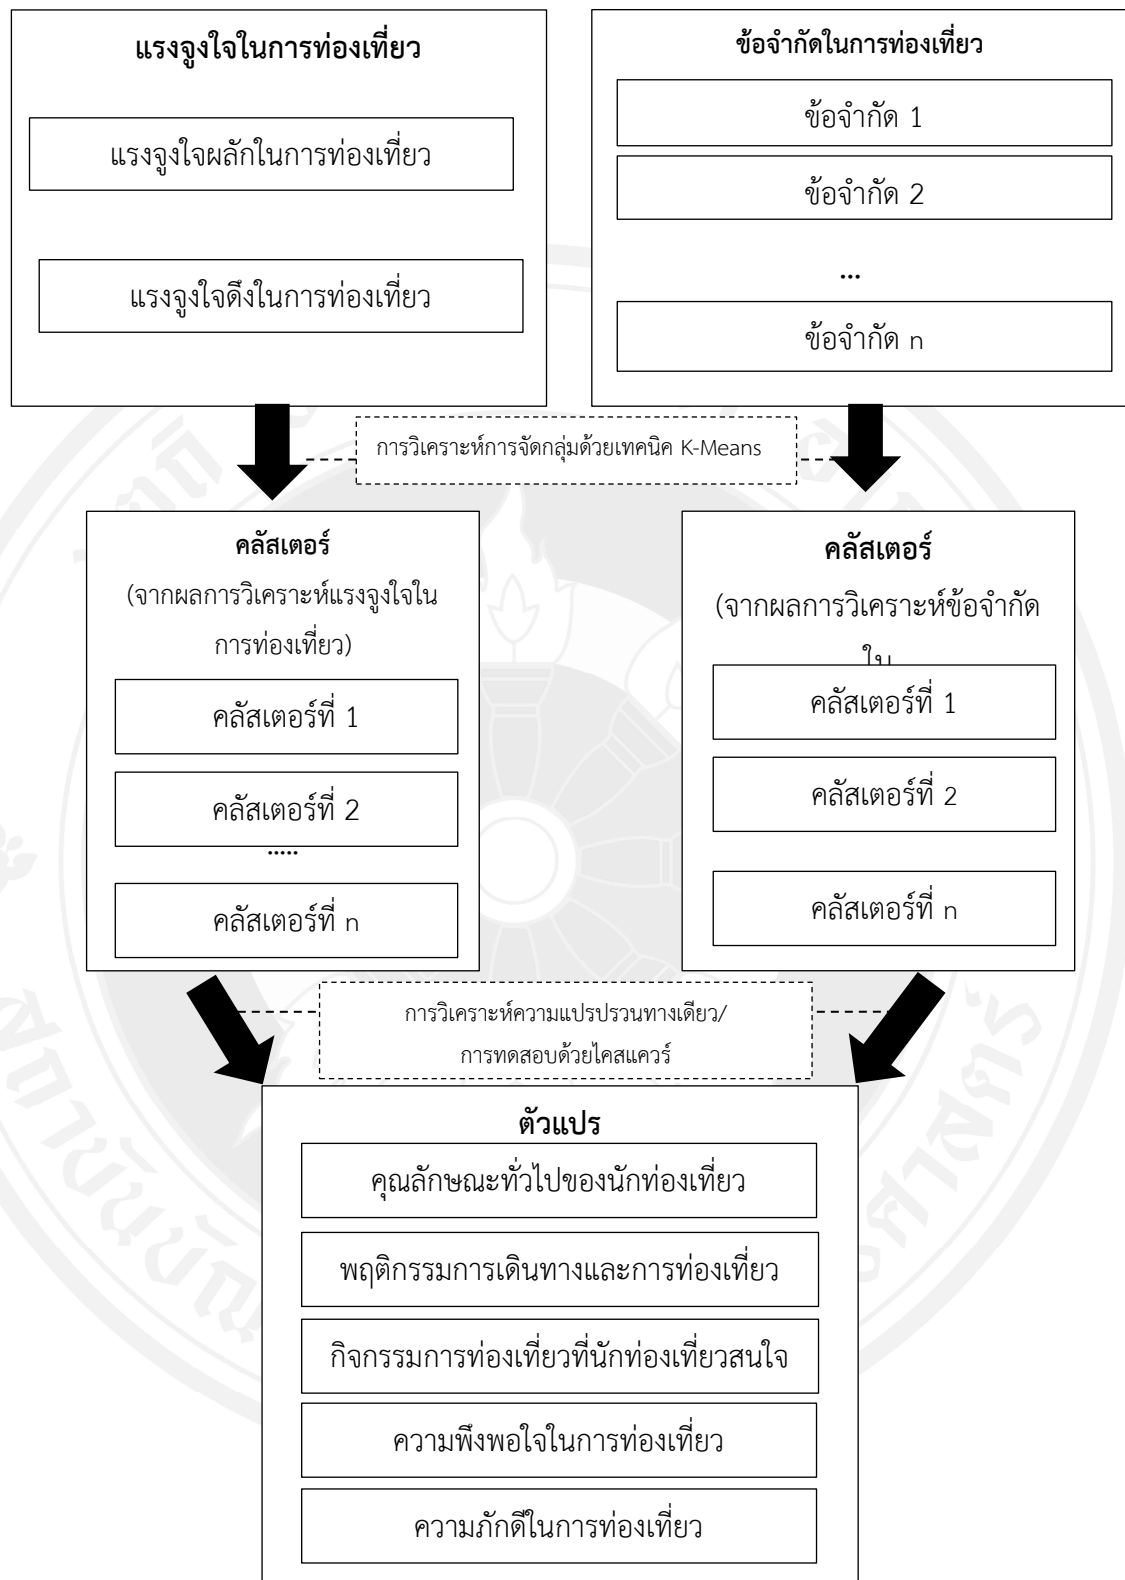 แรงจูงใจในการท่องเที่ยว
แรงจูงใจผลักในการท่องเที่ยว
แรงจูงใจดึงในการท่องเที่ยว
ข้อจำกัดในการท่องเที่ยว
ข้อจำกัด 1
ข้อจำกัด 2
...
ข้อจำกัด n
การวิเคราะห์การจัดกลุ่มด้วยเทคนิค K-Means
คลัสเตอร์
(จากผลการวิเคราะห์แรงจูงใจใน
การท่องเที่ยว)
คลัสเตอร์ที่ 1
คลัสเตอร์ที่ 2
.....
คลัสเตอร์ที่ n
คลัสเตอร์
(จากผลการวิเคราะห์ข้อจำกัด
ใน
คลัสเตอร์ที่ 1
คลัสเตอร์ที่ 2
คลัสเตอร์ที่ n
การวิเคราะห์ความแปรปรวนทางเดียว/
การทดสอบด้วยไคสแควร์
ตัวแปร
คุณลักษณะทั่วไปของนักท่องเที่ยว
พฤติกรรมการเดินทางและการท่องเที่ยว
กิจกรรมการท่องเที่ยวที่นักท่องเที่ยวสนใจ
ความพึงพอใจในการท่องเที่ยว
ความภักดีในการท่องเที่ยว